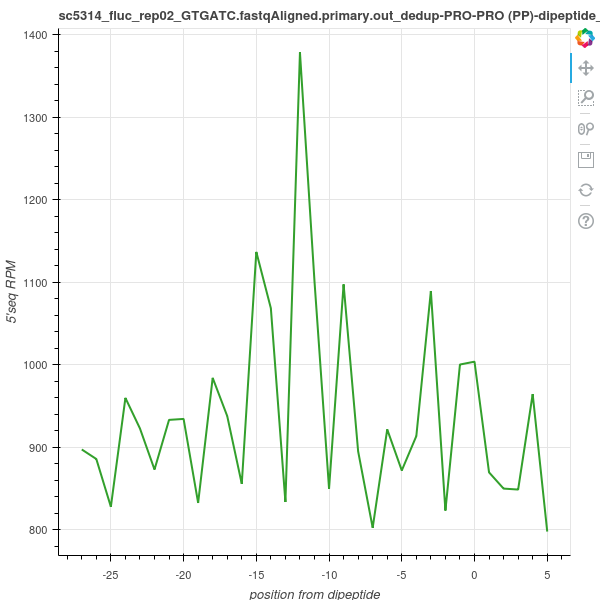 sc5314_fluc_rep02_GTGATC.fastqAligned.primary.out_dedup-PRO-PRO (PP)-dipeptide_
1400
1300
1200
1100
1000
900
800
5'seq RPM
-25 -20 -15 -10 -5 0 5
position from dipeptide